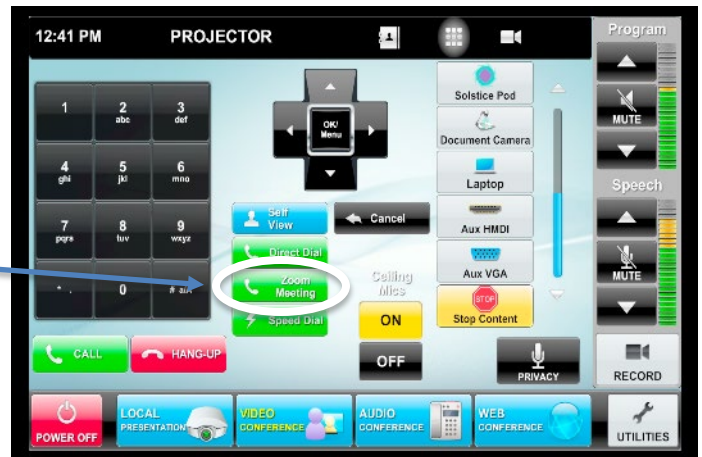 12:41 PM PROJECTOR
Program
1
2
abc
3
def
4
ghi
5
jkl
6
mno
7
pqrs
8
tuv
9
wxyz
* .
0
# a/A
OK/
Menu
Self
View
Cancel
Direct Dial
Zoom
Meeting
Speed Dial
Ceiling
Mics
ON
OFF
Solstice Pod
Document Camera
Laptop
Aux HDMI
Aux VGA
STOP
Stop Content
MUTE
Speech
MUTE
CALL
HANG-UP
PRIVACY
RECORD
POWER OFF
LOCAL
PRESENTATION
VIDEO
CONFERENCE
AUDIO
CONFERENCE
WEB
CONFERENCE
UTILITIES